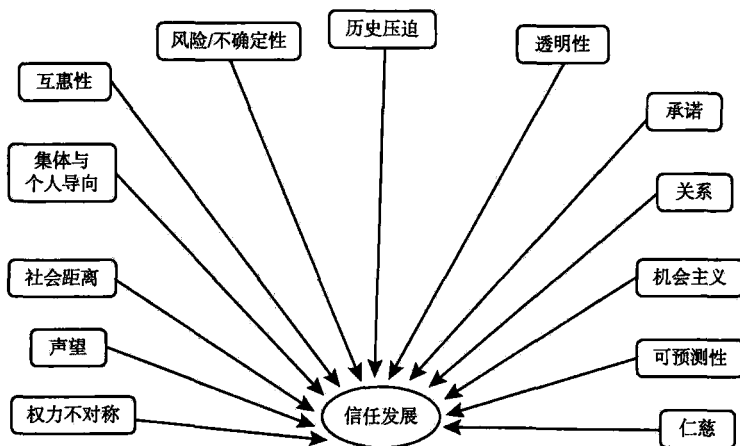 历史压迫
风险/不确定性
透明性
互惠性
承诺
集体与
个人导向
关系
社会距离
机会主义
声望
可预测性
权力不对称
信任发展
仁慈